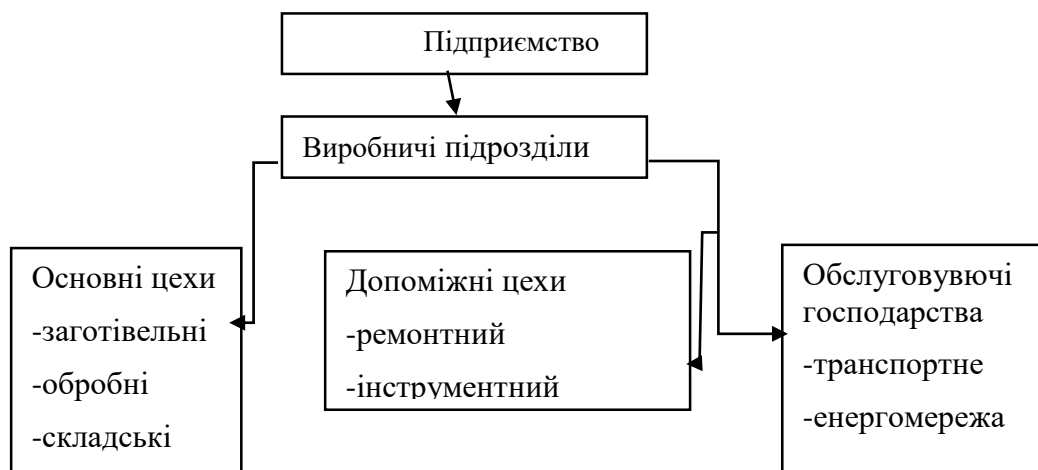 Підприємство
Виробничі підрозділи
Основні цехи
-заготівельні
-обробні
-складські
Допоміжні цехи
-ремонтний
-інструментний
Обслуговуючі
господарства
-транспортне
-енергомережа